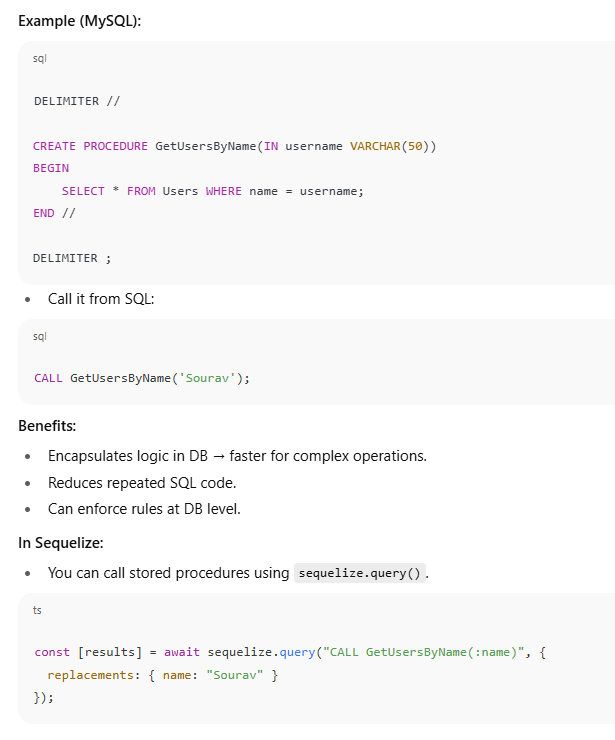 Example (MySQL):
sql
DELIMITER //
CREATE PROCEDURE GetUsersByName(IN username VARCHAR(50))
BEGIN
    SELECT * FROM Users WHERE name = username;
END //
DELIMITER ;
• Call it from SQL:
sql
CALL GetUsersByName('Sourav');
Benefits:
• Encapsulates logic in DB → faster for complex operations.
• Reduces repeated SQL code.
• Can enforce rules at DB level.
In Sequelize:
• You can call stored procedures using sequelize.query().
ts
const [results] = await sequelize.query("CALL GetUsersByName(:name)", {
  replacements: { name: "Sourav" }
});